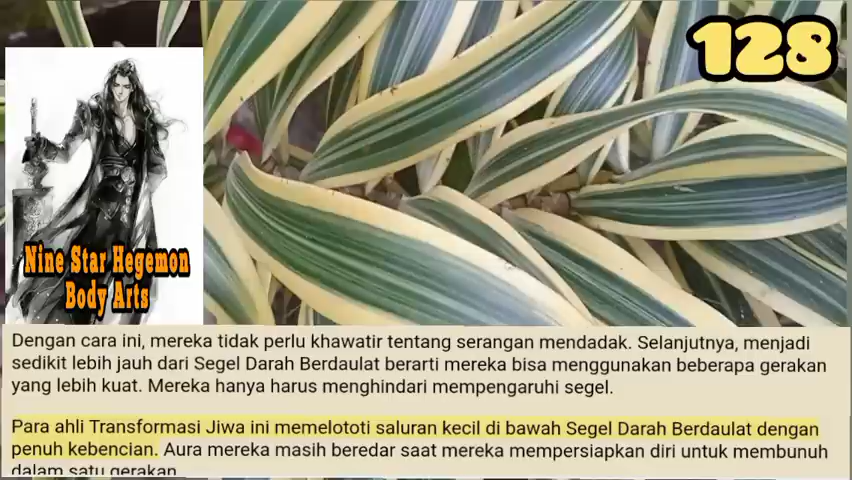 128
Nine Star Hegemon
Body Arts
Dengan cara ini, mereka tidak perlu khawatir tentang serangan mendadak. Selanjutnya, menjadi
sedikit lebih jauh dari Segel Darah Berdaulat berarti mereka bisa menggunakan beberapa gerakan
yang lebih kuat. Mereka hanya harus menghindari mempengaruhi segel.
Para ahli Transformasi Jiwa ini memelototi saluran kecil di bawah Segel Darah Berdaulat dengan
penuh kebencian. Aura mereka masih beredar saat mereka mempersiapkan diri untuk membunuh
dalam satu gerakan